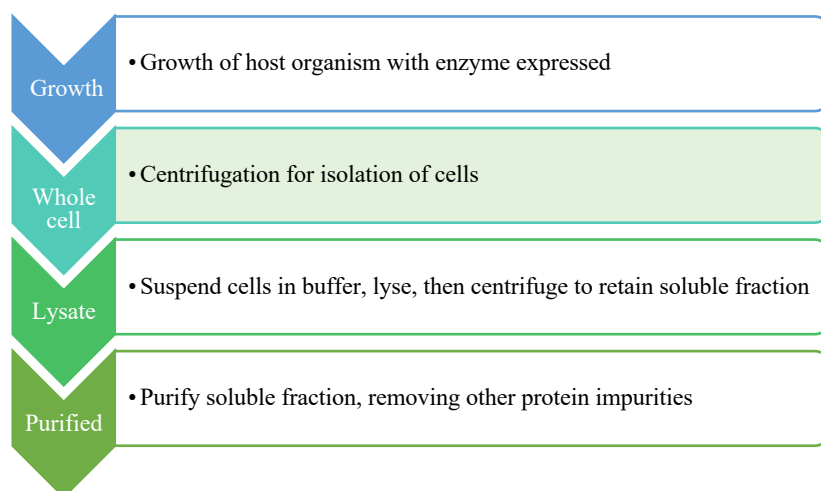 Growth
• Growth of host organism with enzyme expressed
Whole
cell
• Centrifugation for isolation of cells
Lysate
• Suspend cells in buffer, lyse, then centrifuge to retain soluble fraction
Purified
• Purify soluble fraction, removing other protein impurities